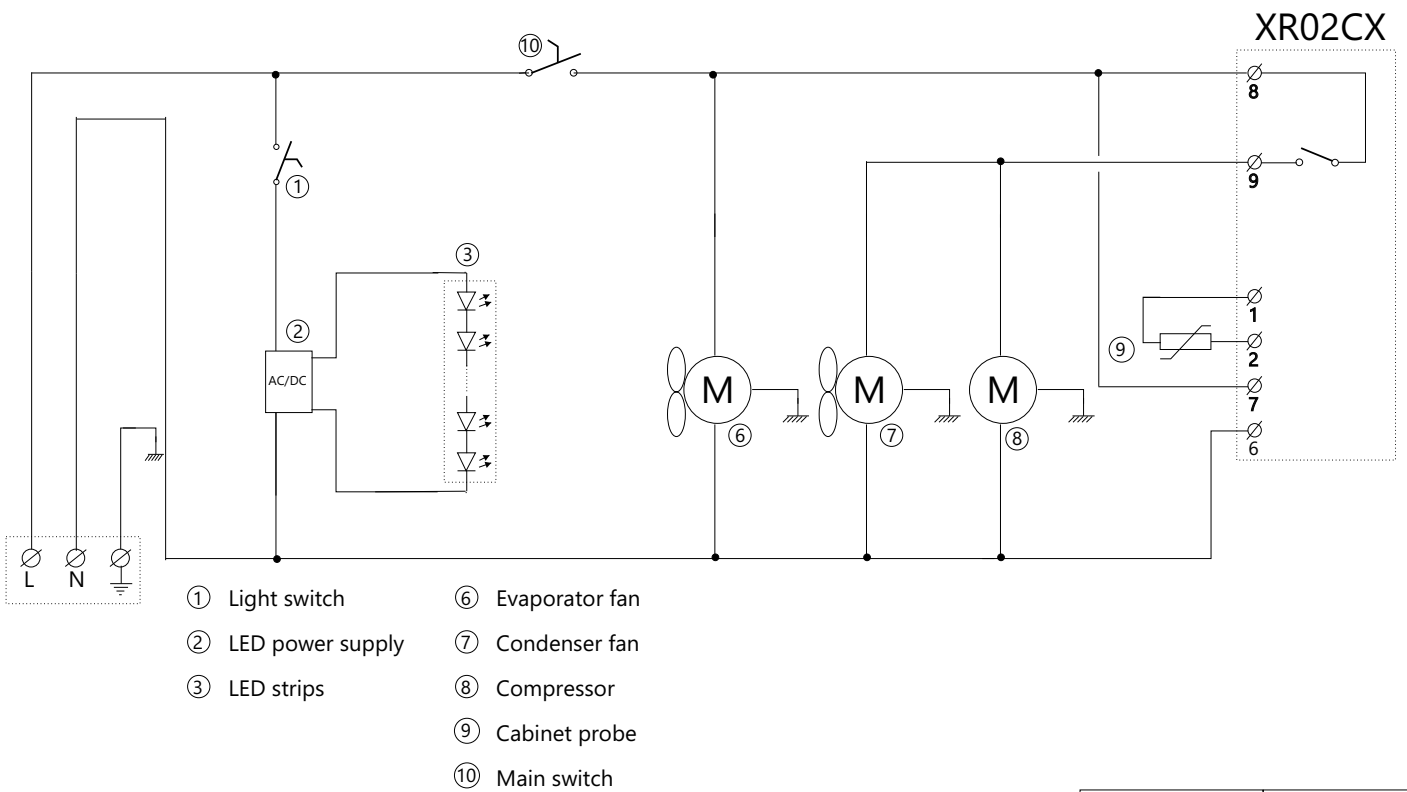 XR02CX
⑩
8
9
①
③
②
AC/DC
1
⑨
2
M
M
M
7
⑥
⑦
⑧
6
L N
① Light switch
② LED power supply
③ LED strips
⑥ Evaporator fan
⑦ Condenser fan
⑧ Compressor
⑨ Cabinet probe
⑩ Main switch